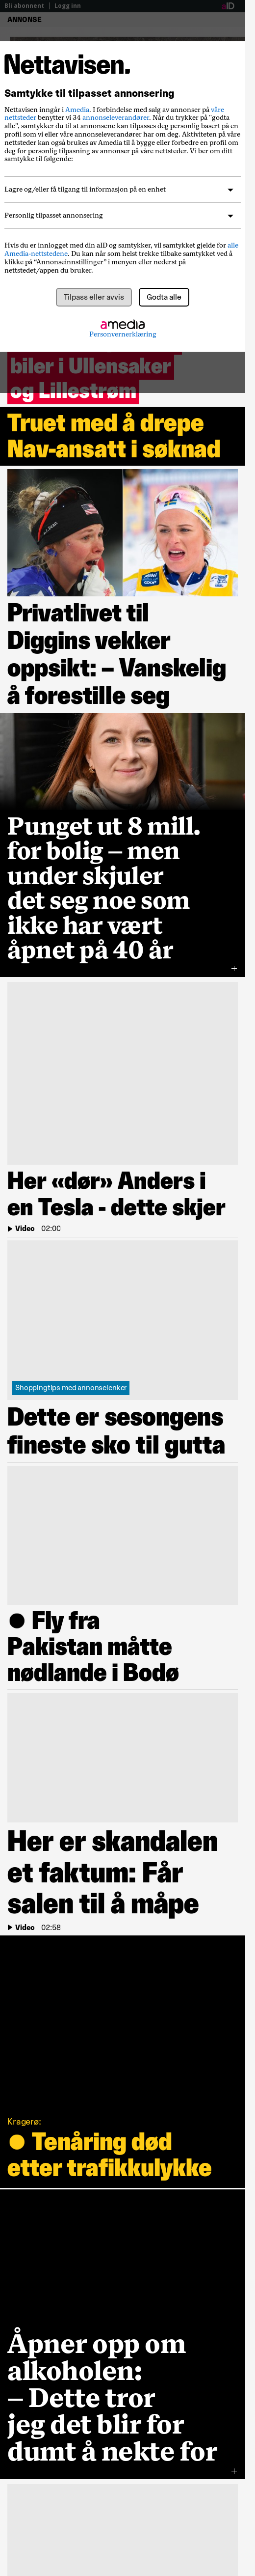 Bli abonnent | Logg inn
aID
ANNONSE
Nettavisen.
Samtykke til tilpasset annonsering
Nettavisen inngår i Amedia. I forbindelse med salg av annonser på våre
nettsteder benytter vi 34 annonseleverandører. Når du trykker på "godta
alle", samtykker du til at annonsene kan tilpasses deg personlig basert på en
profil som vi eller våre annonseleverandører har om deg. Aktiviteten på våre
nettsteder kan også brukes av Amedia til å bygge eller forbedre en profil om
deg for personlig tilpasning av annonser på våre nettsteder. Vi ber om ditt
samtykke til følgende:
Lagre og/eller få tilgang til informasjon på en enhet
Personlig tilpasset annonsering
Hvis du er innlogget med din aID og samtykker, vil samtykket gjelde for alle
Amedia-nettstedene. Du kan når som helst trekke tilbake samtykket ved å
klikke på “Annonseinnstillinger” i menyen eller nederst på
nettstedet/appen du bruker.
Tilpass eller avvis
Godta alle
amedia
Personvernerklæring
biler i Ullensaker
og Lillestrøm
Truet med å drepe
Nav-ansatt i søknad
Privatlivet til
Diggins vekker
oppsikt: – Vanskelig
å forestille seg
Punget ut 8 mill.
for bolig – men
under skjuler
det seg noe som
ikke har vært
åpnet på 40 år
Her «dør» Anders i
en Tesla - dette skjer
Video | 02:00
Shoppingtips med annonselenker
Dette er sesongens
fineste sko til gutta
● Fly fra
Pakistan måtte
nødlande i Bodø
Her er skandalen
et faktum: Får
salen til å måpe
Video | 02:58
Kragerø:
● Tenåring død
etter trafikkulykke
Åpner opp om
alkoholen:
– Dette tror
jeg det blir for
dumt å nekte for